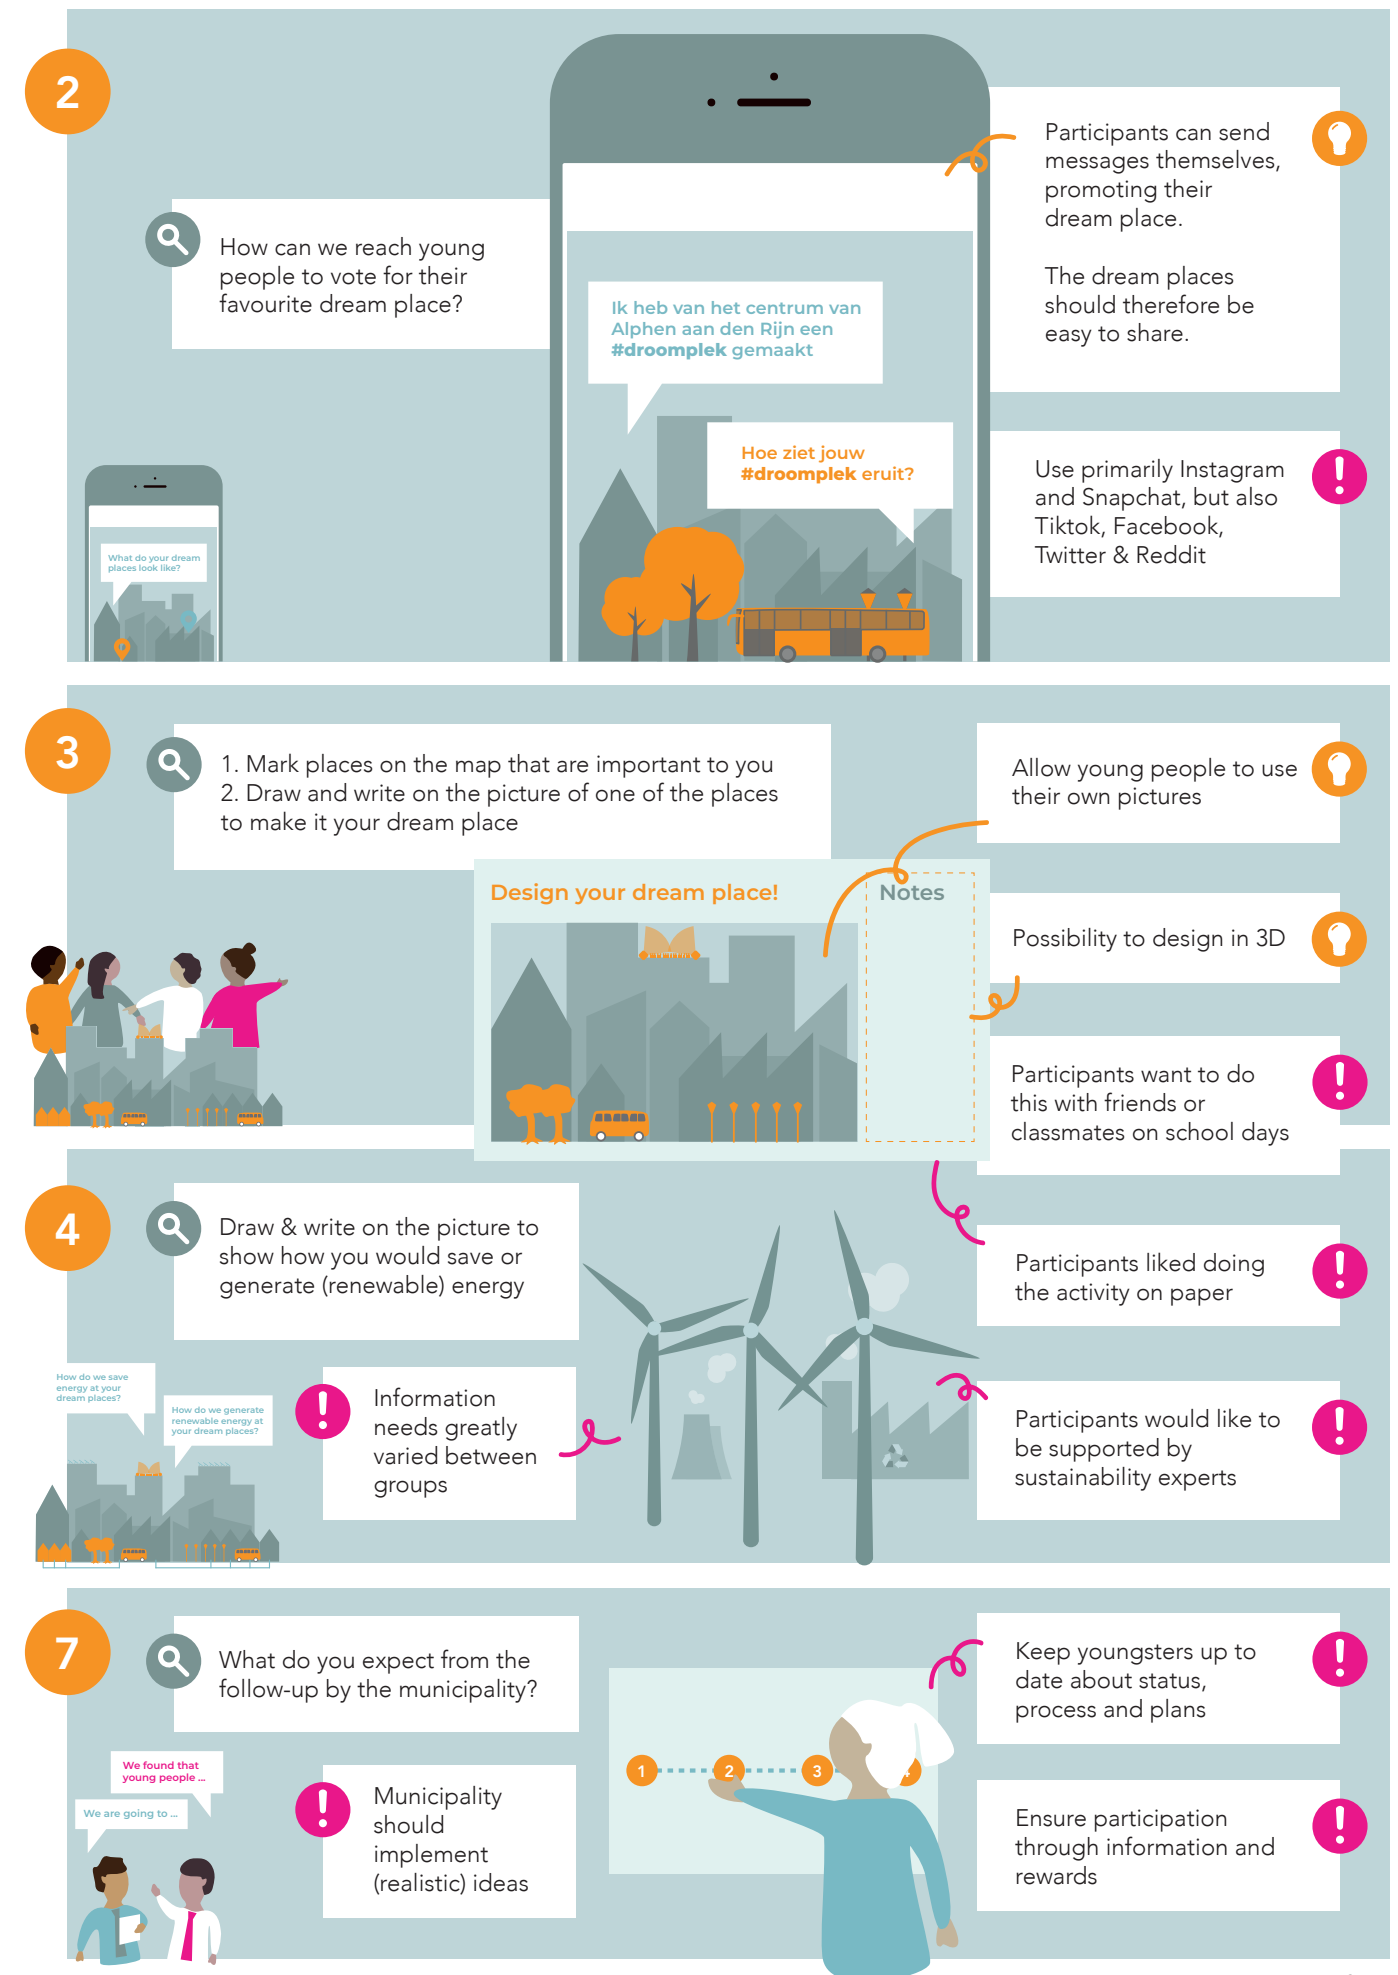 2
How can we reach young
people to vote for their
favourite dream place?
Ik heb van het centrum van
Alphen aan den Rijn een
#droomplek gemaakt
Hoe ziet jouw
#droomplek eruit?
Participants can send
messages themselves,
promoting their
dream place.
The dream places
should therefore be
easy to share.
Use primarily Instagram
and Snapchat, but also
Tiktok, Facebook,
Twitter & Reddit
What do your dream
places look like?
3
1. Mark places on the map that are important to you
2. Draw and write on the picture of one of the places
to make it your dream place
Design your dream place!
Notes
Allow young people to use
their own pictures
Possibility to design in 3D
Participants want to do
this with friends or
classmates on school days
4
Draw & write on the picture to
show how you would save or
generate (renewable) energy
Participants liked doing
the activity on paper
How do we save
energy at your
dream places?
How do we generate
renewable energy at
your dream places?
Information
needs greatly
varied between
groups
Participants would like to
be supported by
sustainability experts
7
What do you expect from the
follow-up by the municipality?
We found that
young people ...
We are going to ...
Municipality
should
implement
(realistic) ideas
1
2
3
4
Keep youngsters up to
date about status,
process and plans
Ensure participation
through information and
rewards